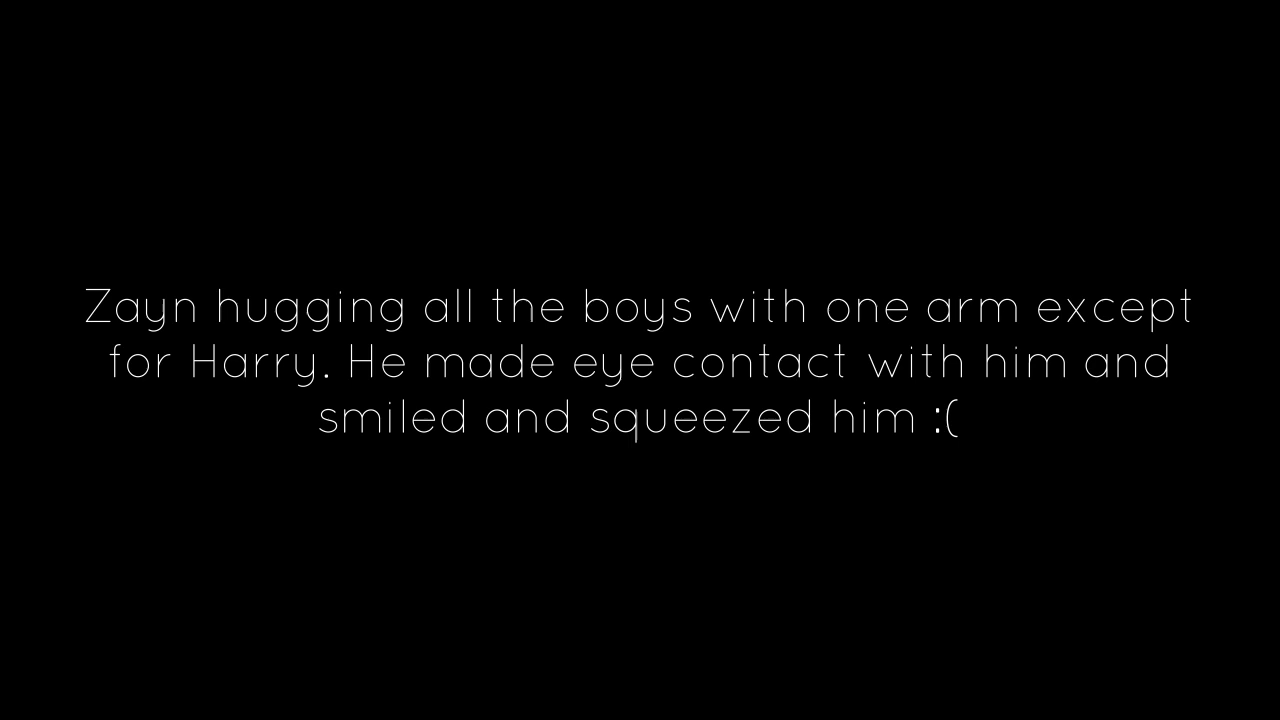 Zayn hugging all the boys with one arm except
for Harry. He made eye contact with him and
smiled and squeezed him :(